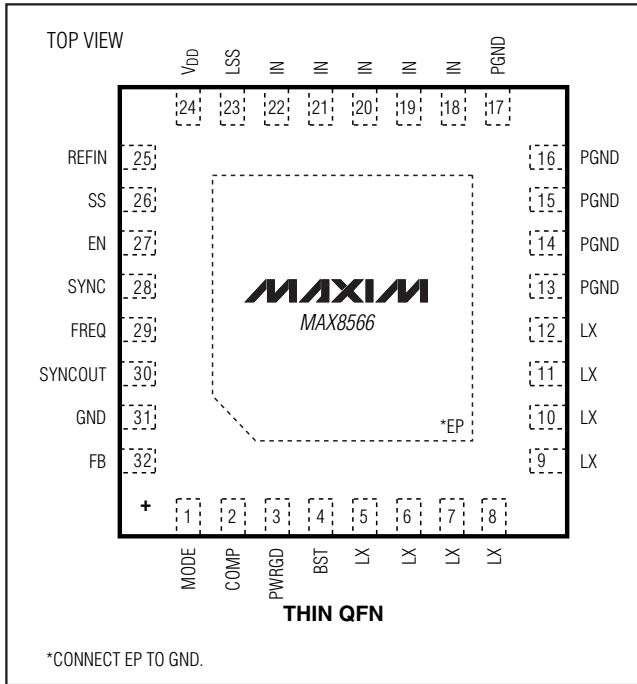 TOP VIEW
VDD LSS IN IN IN IN IN PGND
24 23 22 21 20 19 18 17
REFIN 25 16 PGND
SS 26 15 PGND
EN 27 14 PGND
SYNC 28 13 PGND
MAXIM
FREQ 29 MAX8566 12 LX
SYNCOUT 30 11 LX
GND 31 10 LX
*EP
FB 32 9 LX
+
1 2 3 4 5 6 7 8
MODE COMP PWRGD BST LX LX LX LX
THIN QFN
*CONNECT EP TO GND.